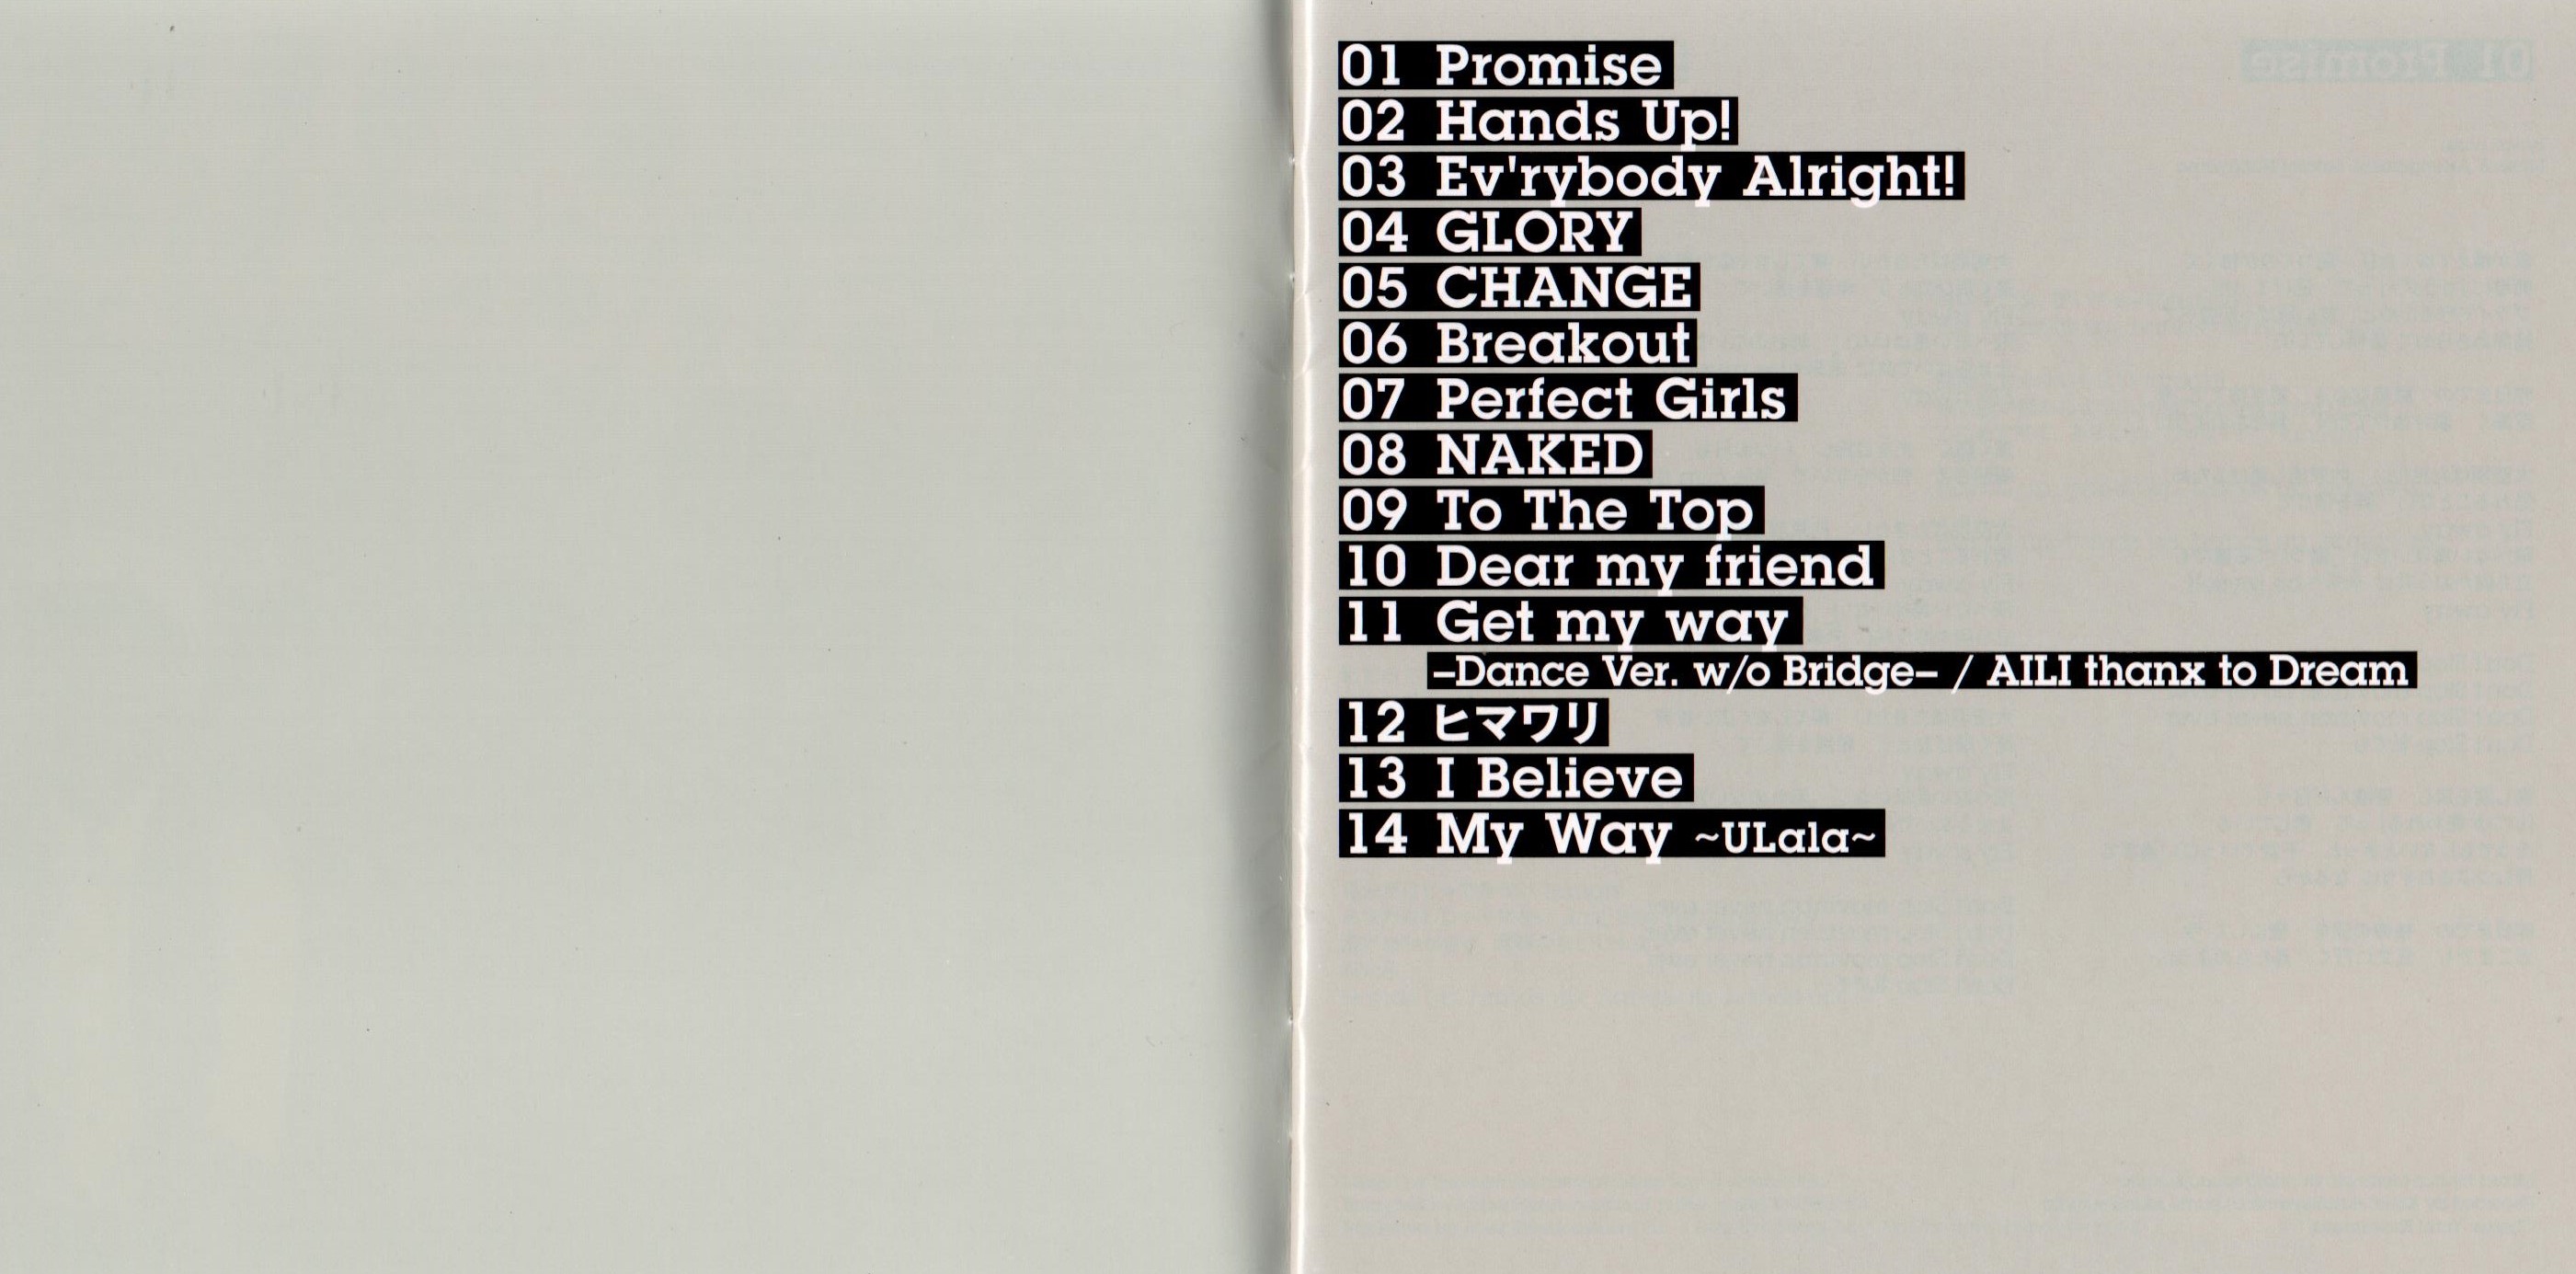 01 Promise
02 Hands Up!
03 Ev'rybody Alright!
04 GLORY
05 CHANGE
06 Breakout
07 Perfect Girls
08 NAKED
09 To The Top
10 Dear my friend
11 Get my way
–Dance Ver. w/o Bridge– / AILI thanx to Dream
12 ヒマワリ
13 I Believe
14 My Way ~ULala~